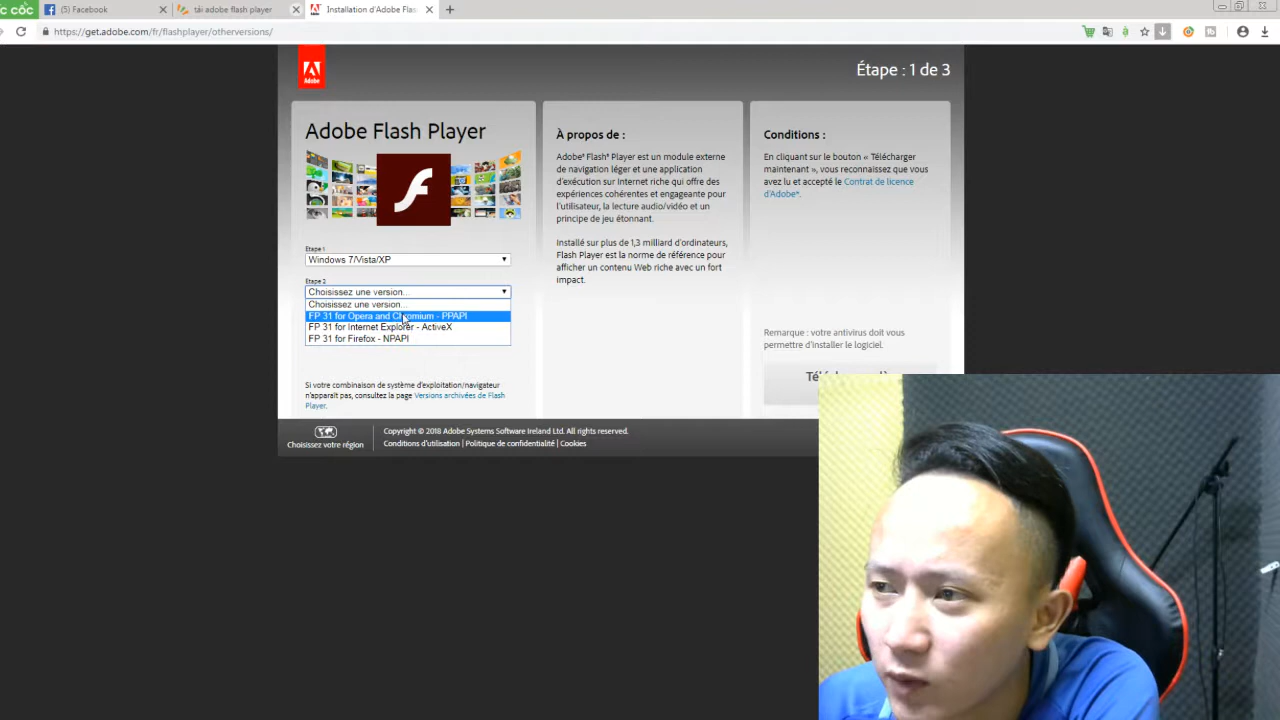 c cốc
(5) Facebook
tải adobe flash player
Installation d'Adobe Flas
https://get.adobe.com/fr/flashplayer/otherversions/
Adobe
Étape : 1 de 3
Adobe Flash Player
Etape 1
Windows 7/Vista/XP
Etape 2
Choisissez une version...
Choisissez une version...
FP 31 for Opera and Chromium - PPAPI
FP 31 for Internet Explorer - ActiveX
FP 31 for Firefox - NPAPI
Si votre combinaison de système d'exploitation/navigateur
n'apparaît pas, consultez la page Versions archivées de Flash
Player.
À propos de :
Adobe® Flash® Player est un module externe
de navigation léger et une application
d'exécution sur Internet riche qui offre des
expériences cohérentes et engageante pour
l'utilisateur, la lecture audio/vidéo et un
principe de jeu étonnant.
Installé sur plus de 1,3 milliard d'ordinateurs,
Flash Player est la norme de référence pour
afficher un contenu Web riche avec un fort
impact.
Conditions :
En cliquant sur le bouton « Télécharger
maintenant », vous reconnaissez que vous
avez lu et accepté le Contrat de licence
d'Adobe®.
Remarque : votre antivirus doit vous
permettre d'installer le logiciel.
Choisissez votre région
Copyright © 2018 Adobe Systems Software Ireland Ltd. All rights reserved.
Conditions d'utilisation | Politique de confidentialité | Cookies